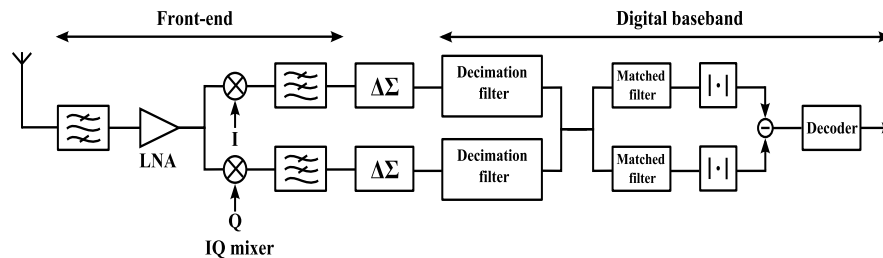 Front-end
Digital baseband
LNA
I
Q
IQ mixer
ΔΣ
ΔΣ
Decimation
filter
Decimation
filter
Matched
filter
Matched
filter
|·|
|·|
Decoder